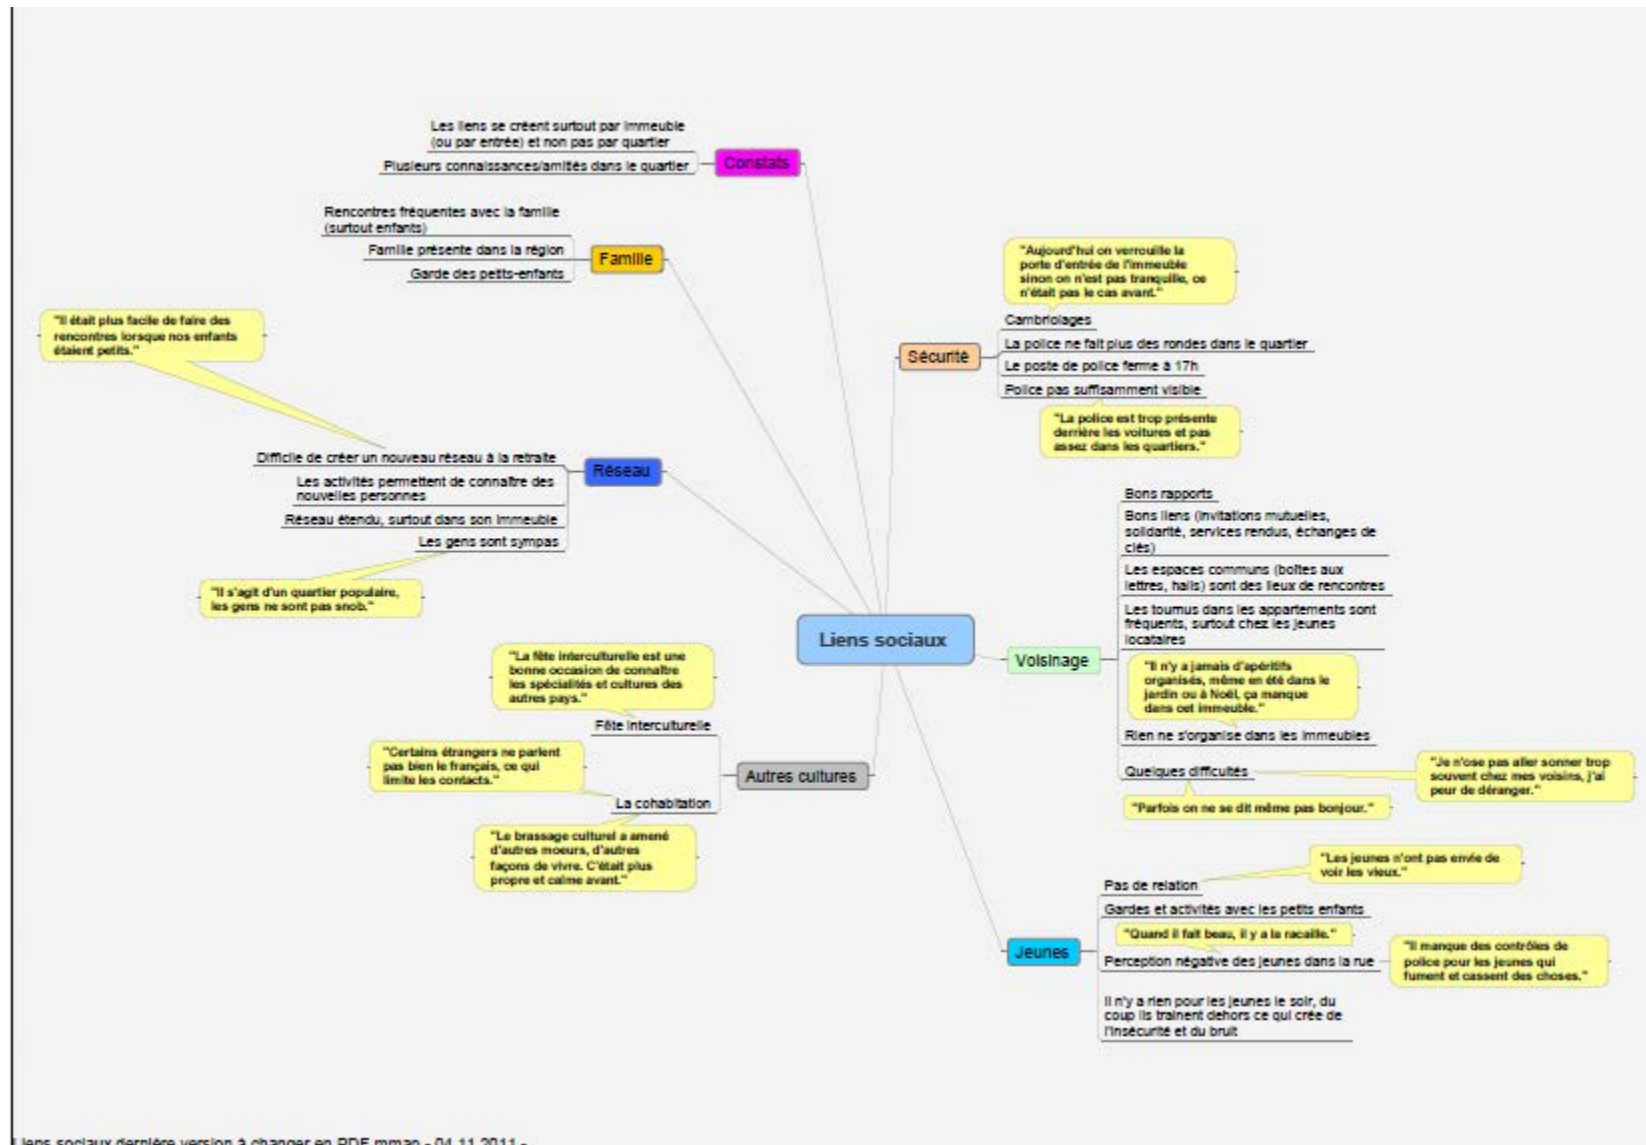 Les liens se créent surtout par immeuble
(ou par entrée) et non pas par quartier
Plusieurs connaissances/amitiés dans le quartier
Constats
Rencontres fréquentes avec la famille
(surtout enfants)
Famille présente dans la région
Garde des petits-enfants
Famille
"Il était plus facile de faire des
rencontres lorsque nos enfants
étaient petits."
Difficile de créer un nouveau réseau à la retraite
Les activités permettent de connaître des
nouvelles personnes
Réseau étendu, surtout dans son immeuble
Les gens sont sympas
Réseau
"Il s'agit d'un quartier populaire,
les gens ne sont pas snob."
"La fête interculturelle est une
bonne occasion de connaître
les spécialités et cultures des
autres pays."
Fête interculturelle
"Certains étrangers ne parlent
pas bien le français, ce qui
limite les contacts."
La cohabitation
Autres cultures
"Le brassage culturel a amené
d'autres moeurs, d'autres
façons de vivre. C'était plus
propre et calme avant."
Liens sociaux
"Aujourd'hui on verrouille la
porte d'entrée de l'immeuble
sinon on n'est pas tranquille, ce
n'était pas le cas avant."
Cambriolages
Sécurité
La police ne fait plus des rondes dans le quartier
Le poste de police ferme à 17h
Police pas suffisamment visible
"La police est trop présente
derrière les voitures et pas
assez dans les quartiers."
Bons rapports
Bons liens (invitations mutuelles,
solidarité, services rendus, échanges de
clés)
Les espaces communs (boîtes aux
lettres, halls) sont des lieux de rencontres
Les tournus dans les appartements sont
fréquents, surtout chez les jeunes
locataires
Voisinage
"Il n'y a jamais d'apéritifs
organisés, même en été dans le
jardin ou à Noël, ça manque
dans cet immeuble."
Rien ne s'organise dans les immeubles
Quelques difficultés
"Je n'ose pas aller sonner trop
souvent chez mes voisins, j'ai
peur de déranger."
"Parfois on ne se dit même pas bonjour."
"Les jeunes n'ont pas envie de
voir les vieux."
Pas de relation
Gardes et activités avec les petits enfants
"Quand il fait beau, il y a la racaille."
Jeunes
Perception négative des jeunes dans la rue
"Il manque des contrôles de
police pour les jeunes qui
fument et cassent des choses."
Il n'y a rien pour les jeunes le soir, du
coup ils trainent dehors ce qui crée de
l'insécurité et du bruit
Liens sociaux dernière version à changer en PDF.mmap - 04.11.2011 -